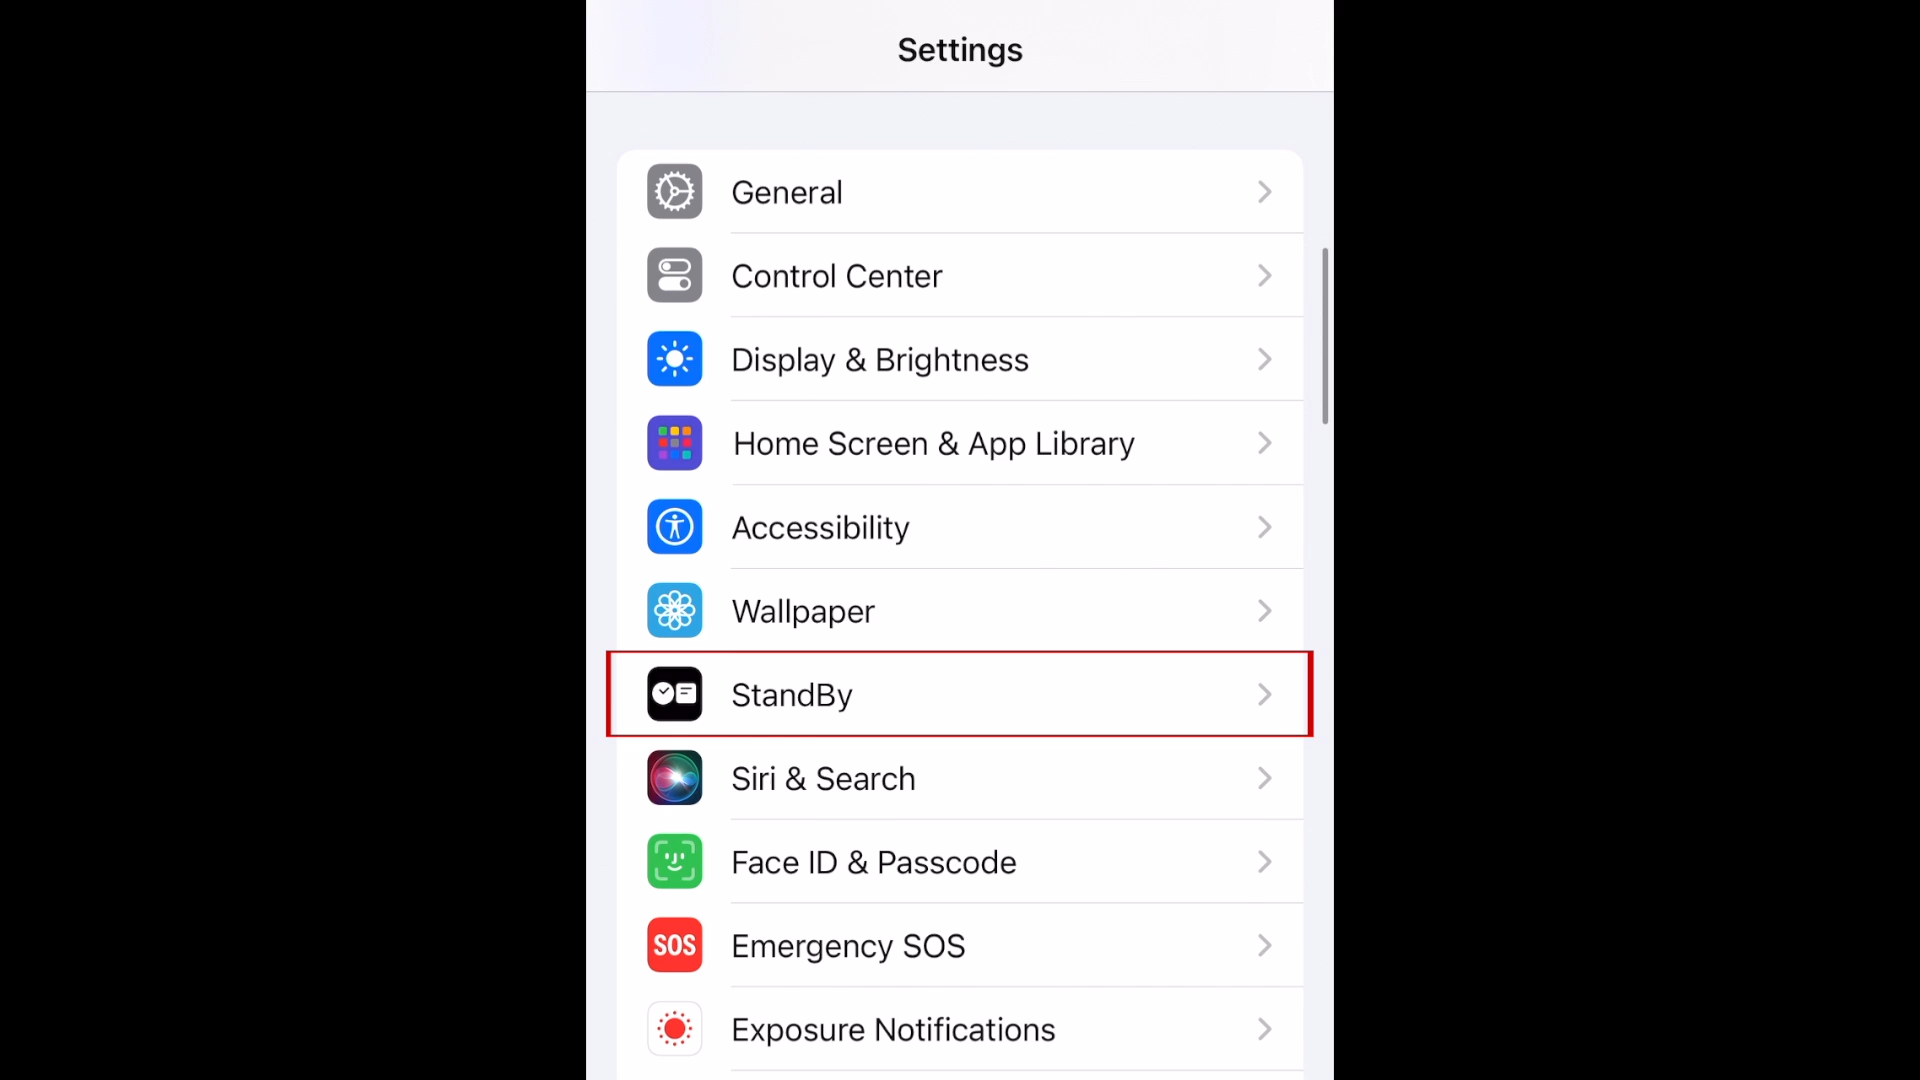 Settings
General
Control Center
Display & Brightness
Home Screen & App Library
Accessibility
Wallpaper
StandBy
Siri & Search
Face ID & Passcode
SOS Emergency SOS
Exposure Notifications